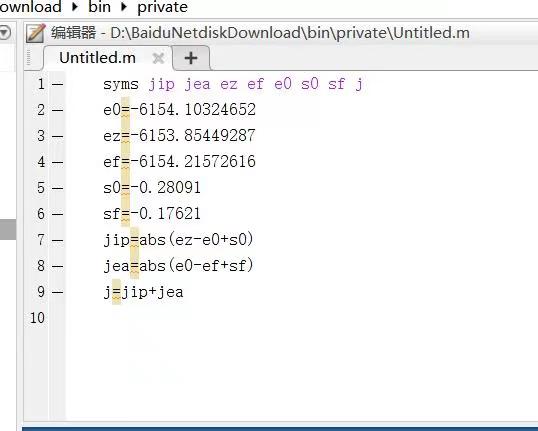 ownload ▸ bin ▸ private
编辑器 - D:\BaiduNetdiskDownload\bin\private\Untitled.m
Untitled.m × +
1 — syms jip jea ez ef e0 s0 sf j
2 — e0=-6154.10324652
3 — ez=-6153.85449287
4 — ef=-6154.21572616
5 — s0=-0.28091
6 — sf=-0.17621
7 — jip=abs(ez-e0+s0)
8 — jea=abs(e0-ef+sf)
9 — j=jip+jea
10